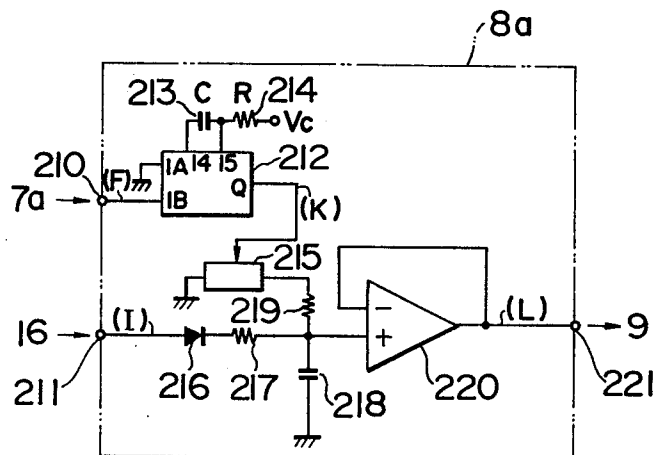 8a
213 C R 214
Vc
1A 14 15 212
210 (F) Q
7a 1B (K)
215
219
16 (I) (L) 9
− +
211 216 217 218 220 221